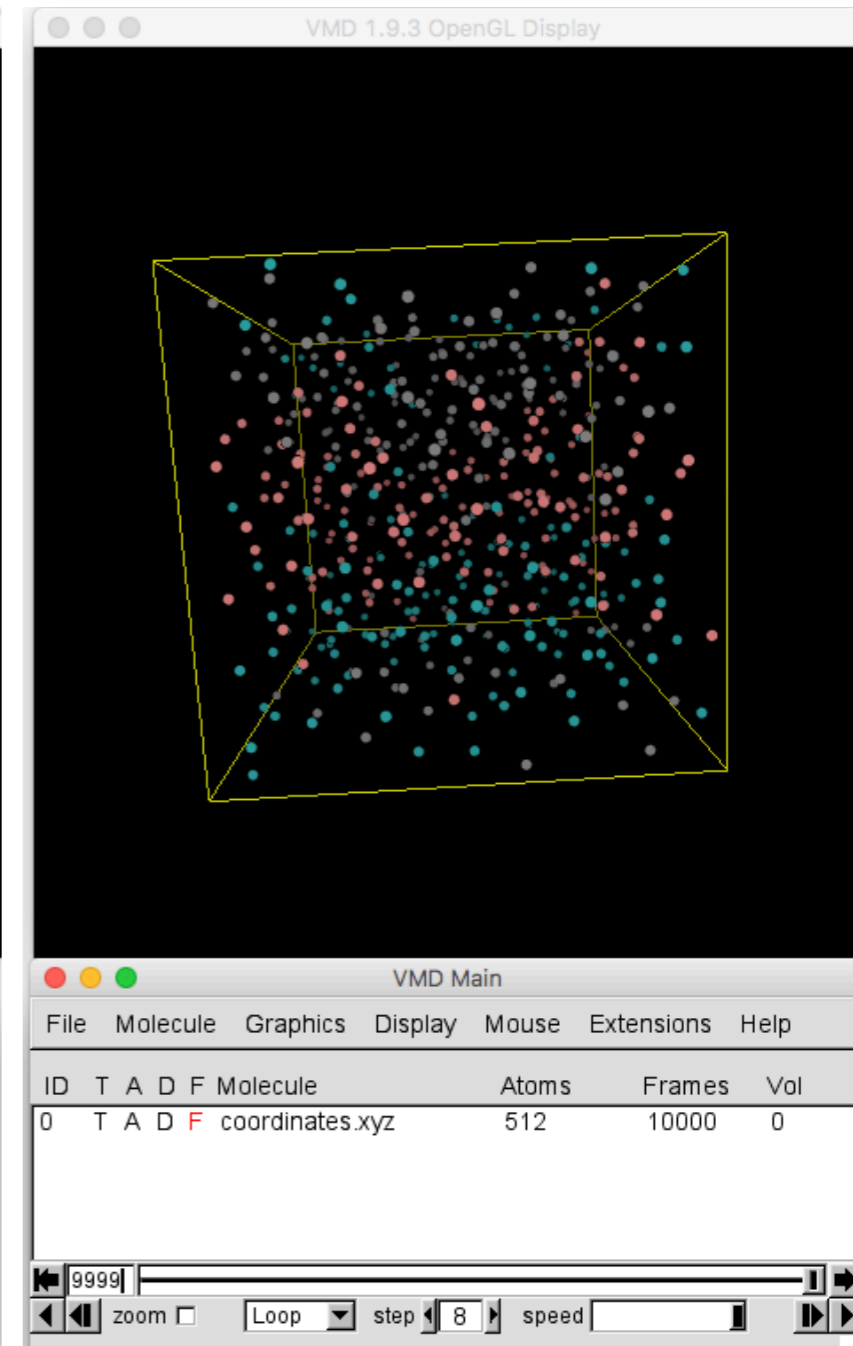 VMD 1.9.3 OpenGL Display
VMD Main
File Molecule Graphics Display Mouse Extensions Help
ID T A D F Molecule Atoms Frames Vol
0 T A D F coordinates.xyz 512 10000 0
9999
zoom Loop step 8 speed